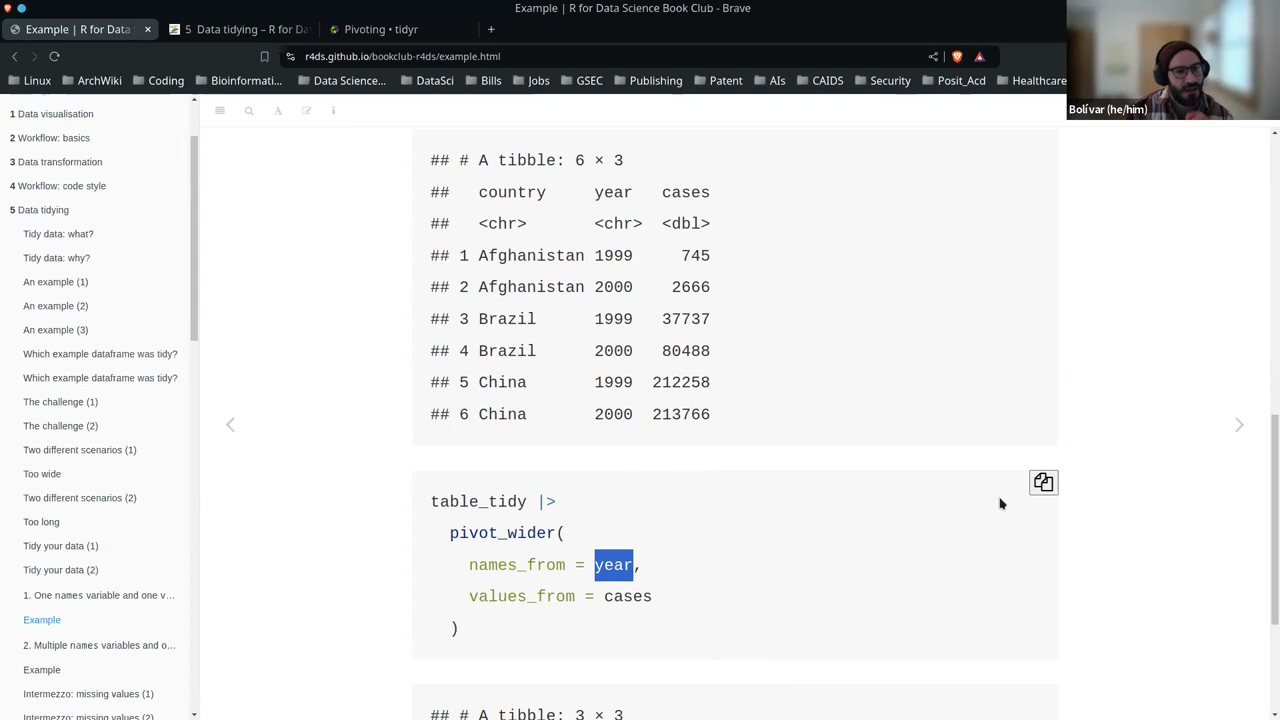 Example | R for Data Science Book Club - Brave
Example | R for Data
5 Data tidying – R for Da
Pivoting • tidyr
r4ds.github.io/bookclub-r4ds/example.html
Linux
ArchWiki
Coding
Bioinformati...
Data Science...
DataSci
Bills
Jobs
GSEC
Publishing
Patent
AIs
CAIDS
Security
Posit_Acd
Healthcare
Bolívar (he/him)
1 Data visualisation
2 Workflow: basics
3 Data transformation
4 Workflow: code style
5 Data tidying
Tidy data: what?
Tidy data: why?
An example (1)
An example (2)
An example (3)
Which example dataframe was tidy?
Which example dataframe was tidy?
The challenge (1)
The challenge (2)
Two different scenarios (1)
Too wide
Two different scenarios (2)
Too long
Tidy your data (1)
Tidy your data (2)
1. One names variable and one v...
Example
2. Multiple names variables and o...
Example
Intermezzo: missing values (1)
Intermezzo: missing values (2)
## # A tibble: 6 × 3
## country year cases
## <chr> <chr> <dbl>
## 1 Afghanistan 1999 745
## 2 Afghanistan 2000 2666
## 3 Brazil 1999 37737
## 4 Brazil 2000 80488
## 5 China 1999 212258
## 6 China 2000 213766
table_tidy |>
pivot_wider(
names_from = year,
values_from = cases
)
## # A tibble: 3 × 3